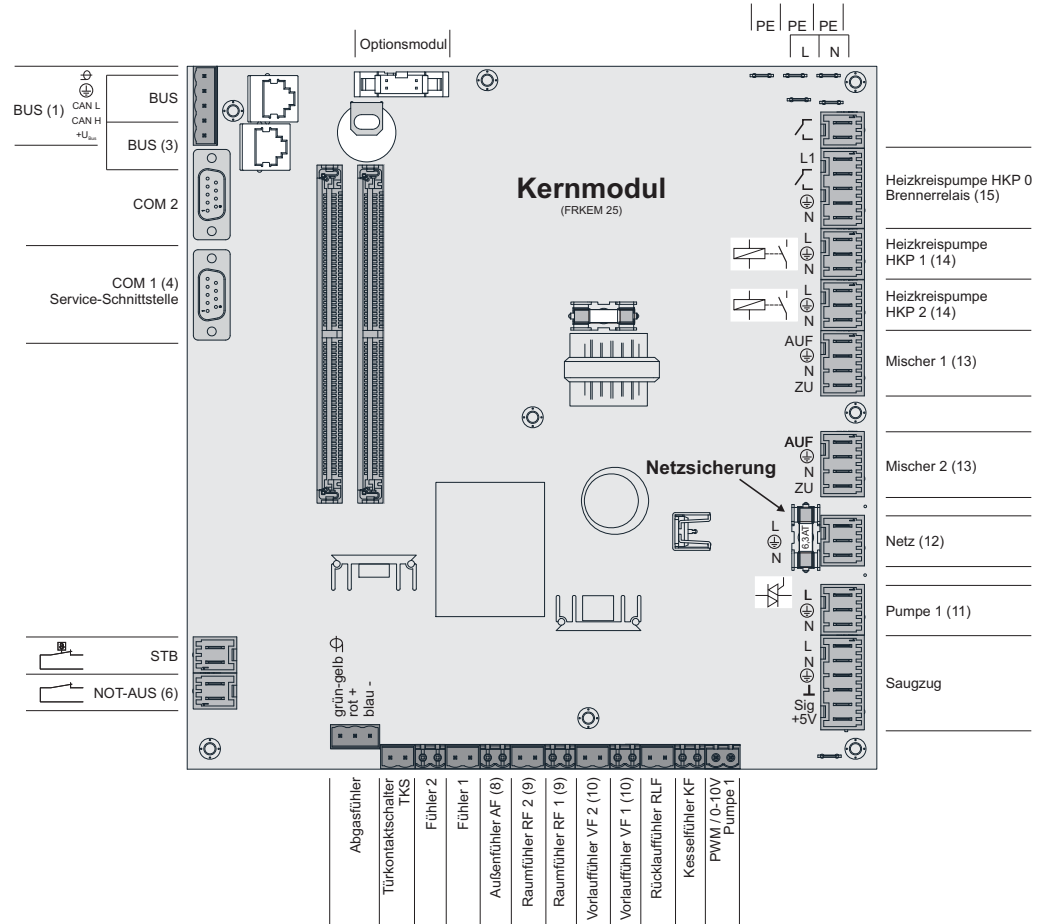 PE PE PE
L N
Optionsmodul
BUS (1)
CAN L
CAN H
+U Bus
BUS
BUS (3)
COM 2
COM 1 (4)
Service-Schnittstelle
STB
NOT-AUS (6)
Kernmodul
(FRKEM 25)
Netzsicherung
6,3 AT
L1
N
Heizkreispumpe HKP 0
Brennerrelais (15)
L
N
Heizkreispumpe
HKP 1 (14)
L
N
Heizkreispumpe
HKP 2 (14)
AUF
N
ZU
Mischer 1 (13)
AUF
N
ZU
Mischer 2 (13)
L
N
Netz (12)
L
N
Pumpe 1 (11)
L
N
Sig
+5V
Saugzug
grün-gelb
rot +
blau -
Abgasfühler
Türkontaktschalter
TKS
Fühler 2
Fühler 1
Außenfühler AF (8)
Raumfühler RF 2 (9)
Raumfühler RF 1 (9)
Vorlauffühler VF 2 (10)
Vorlauffühler VF 1 (10)
Rücklauffühler RLF
Kesselfühler KF
PWM / 0-10V
Pumpe 1